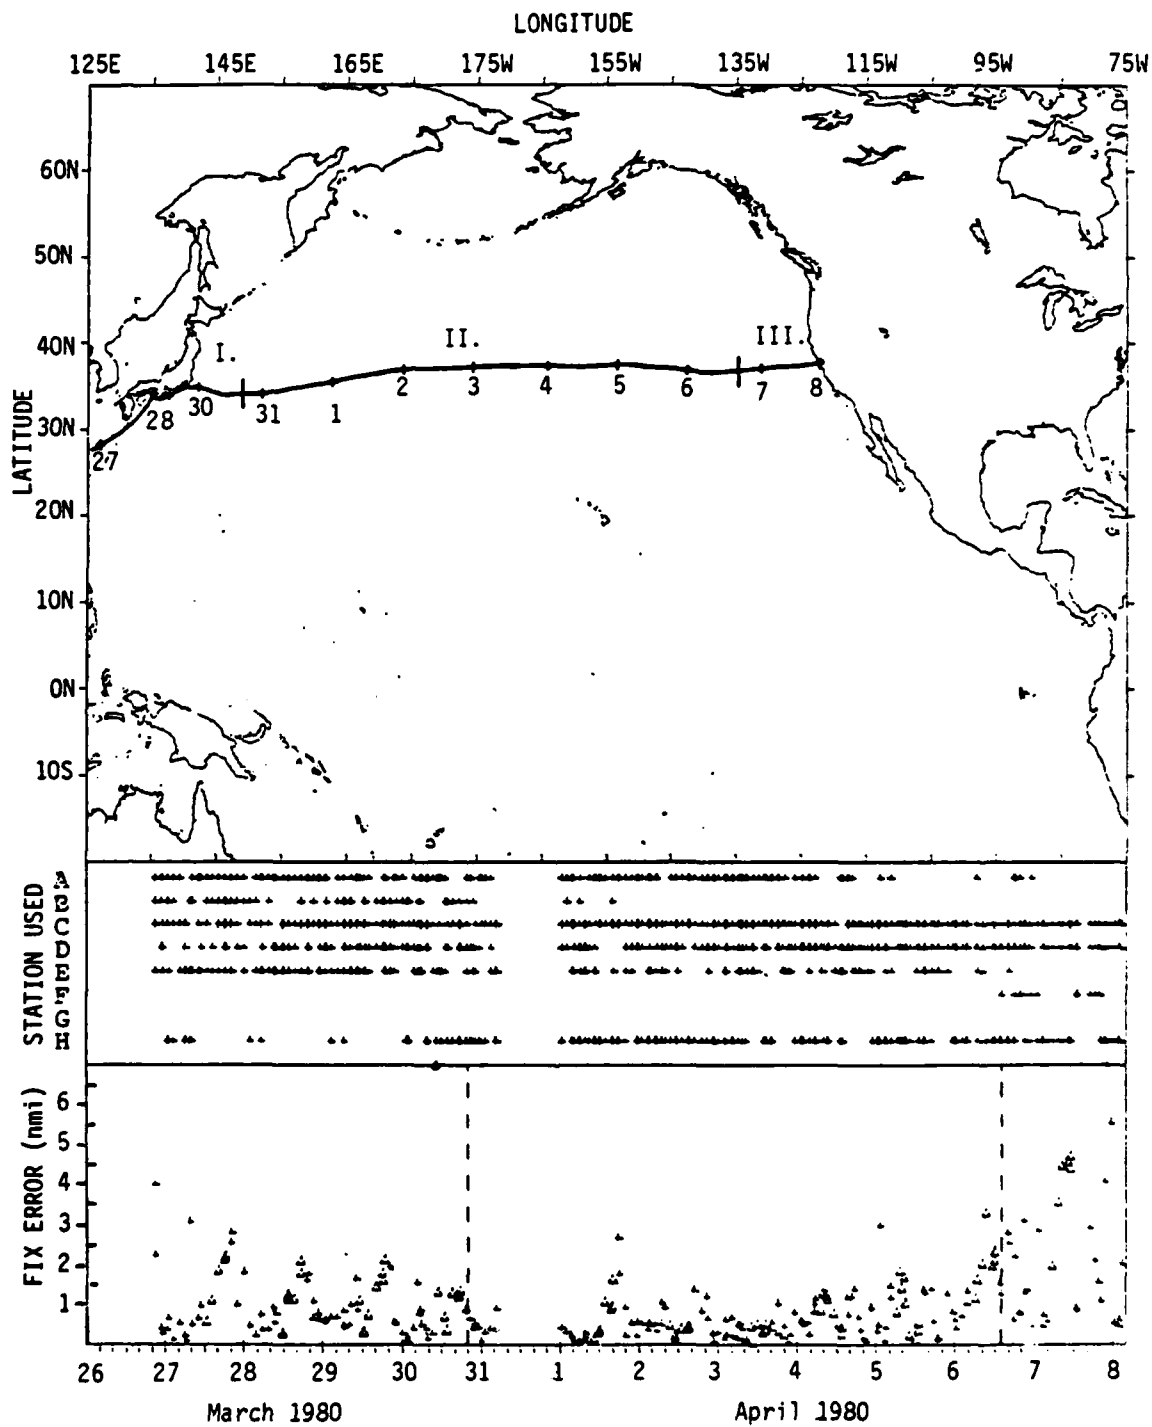 LONGITUDE
125E 145E 165E 175W 155W 135W 115W 95W 75W
LATITUDE
60N
50N
40N
30N
20N
10N
0N
10S
I. II. III.
27 28 30 31 1 2 3 4 5 6 7 8
STATION USED
A
B
C
D
E
F
G
H
FIX ERROR (nmi)
6
5
4
3
2
1
26 27 28 29 30 31 1 2 3 4 5 6 7 8
March 1980 April 1980